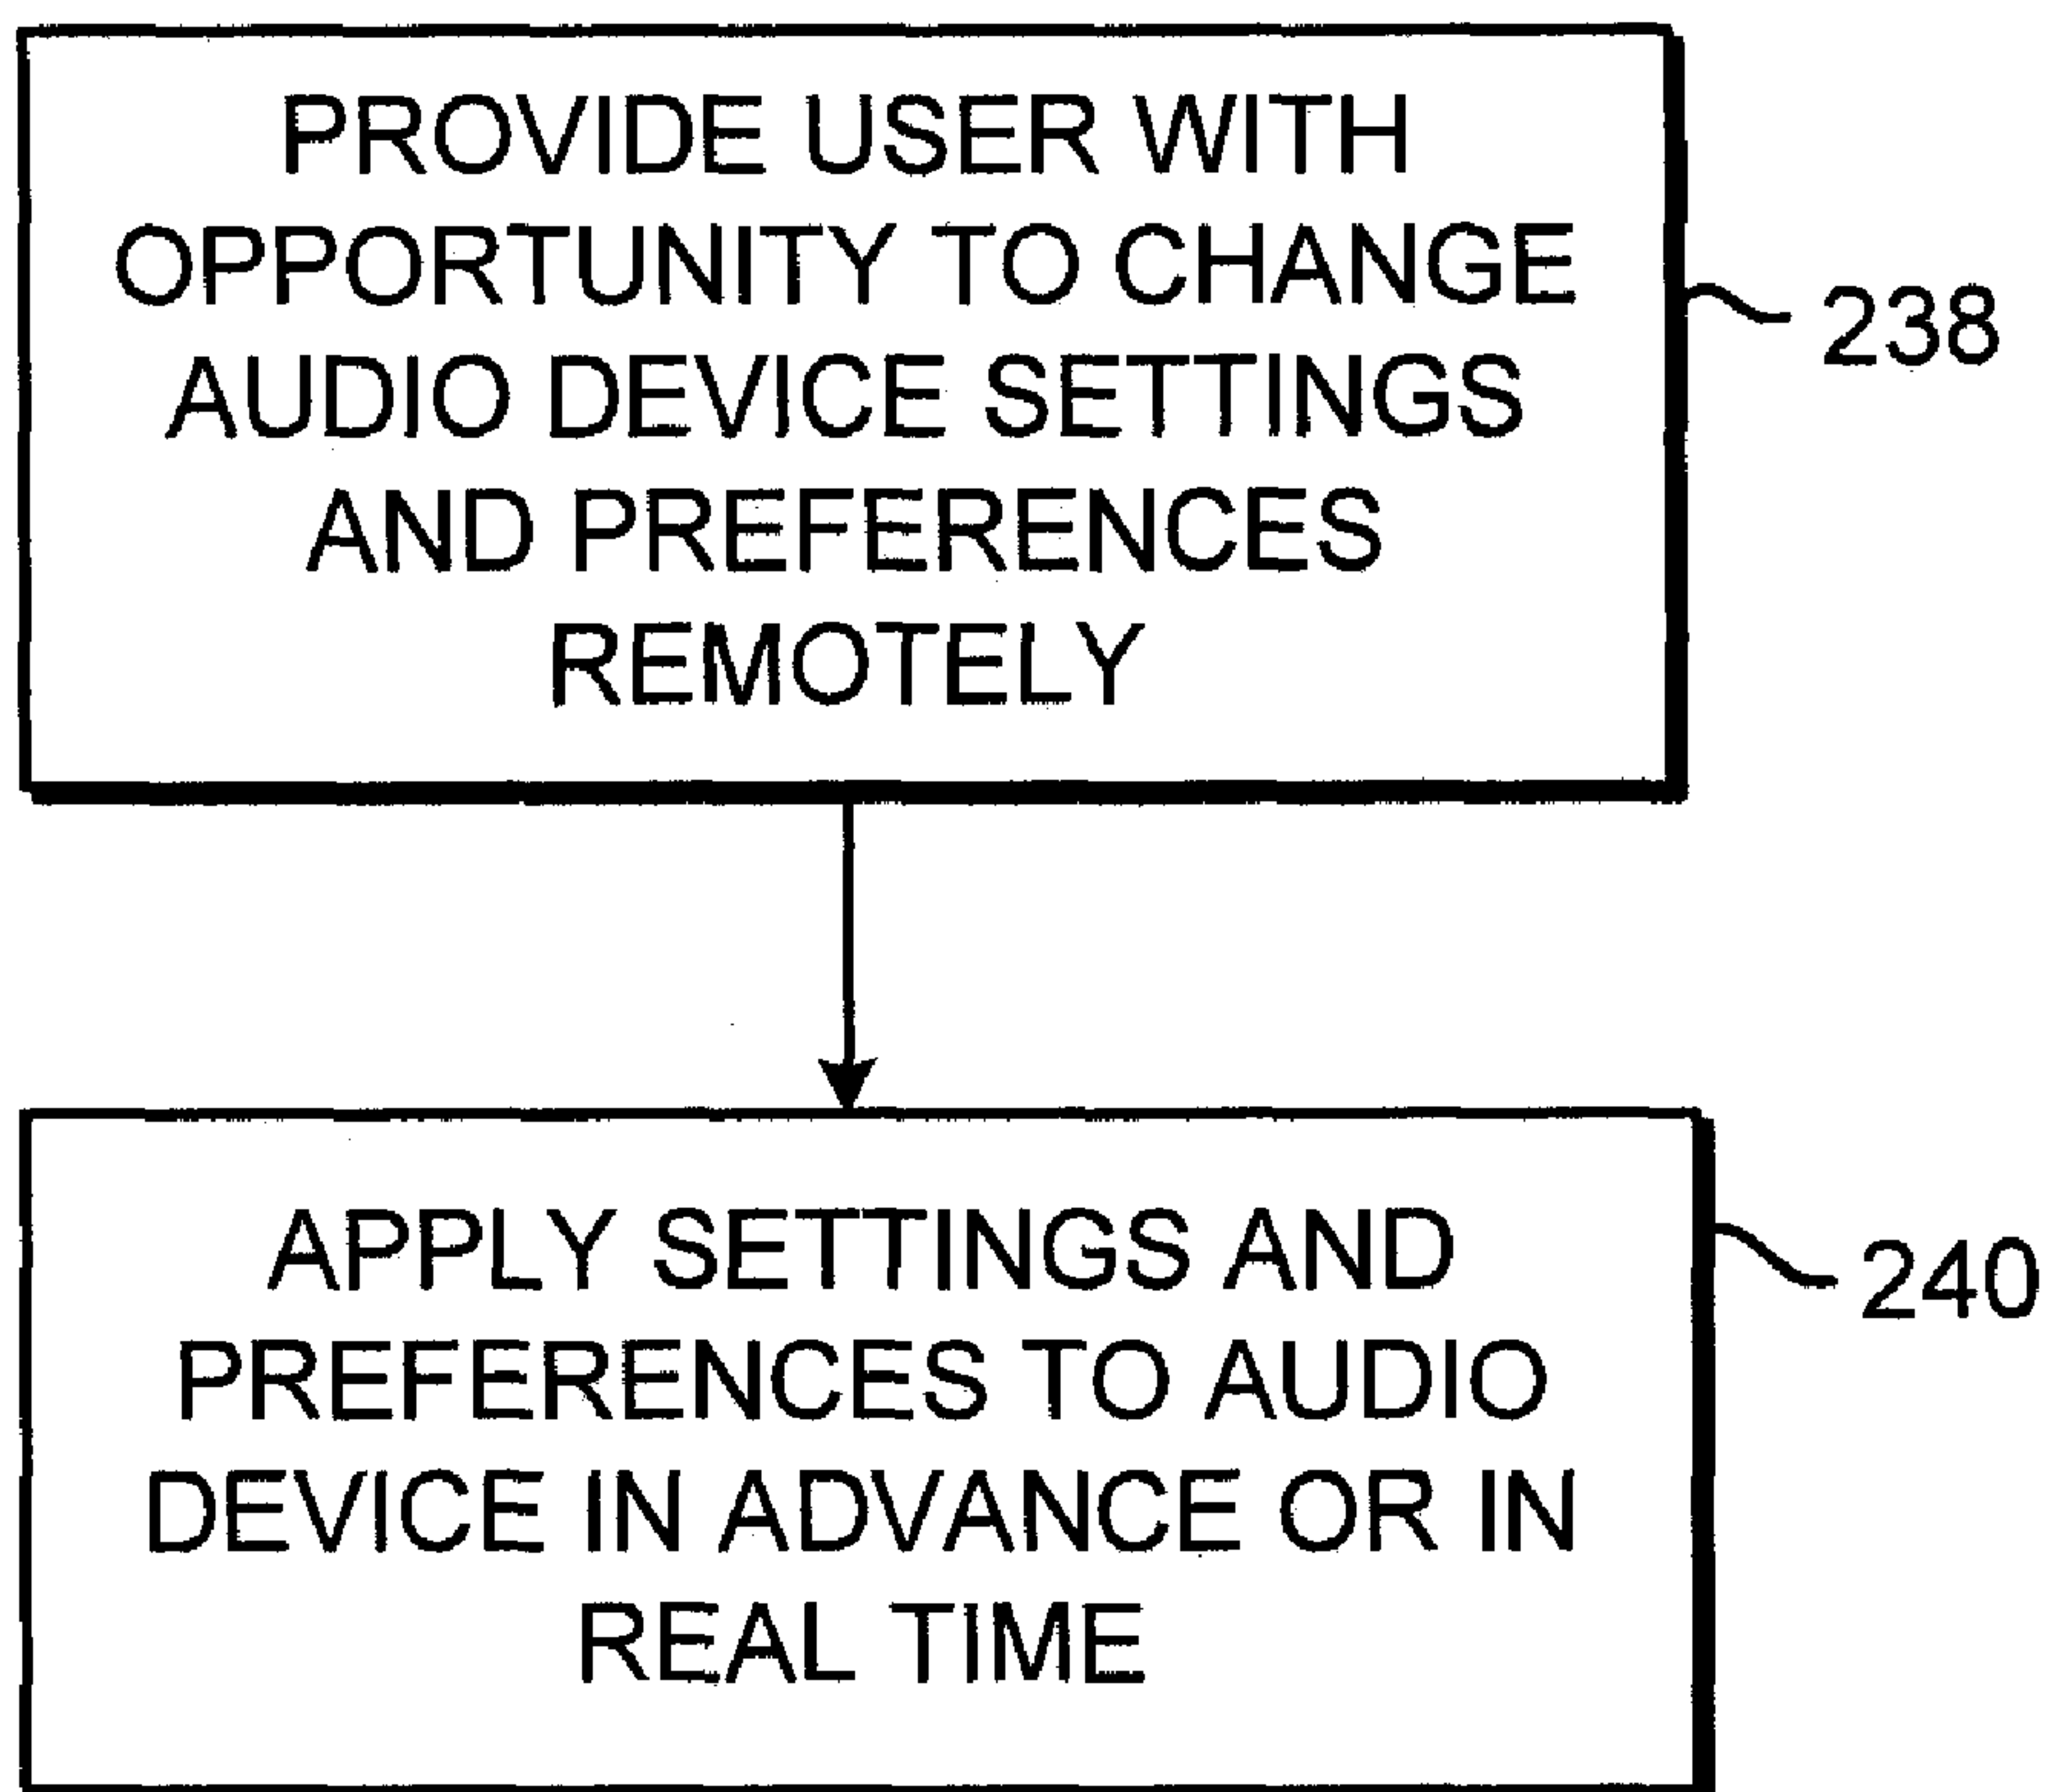 PROVIDE USER WITH
OPPORTUNITY TO CHANGE
AUDIO DEVICE SETTINGS
AND PREFERENCES
REMOTELY
238
APPLY SETTINGS AND
PREFERENCES TO AUDIO
DEVICE IN ADVANCE OR IN
REAL TIME
240